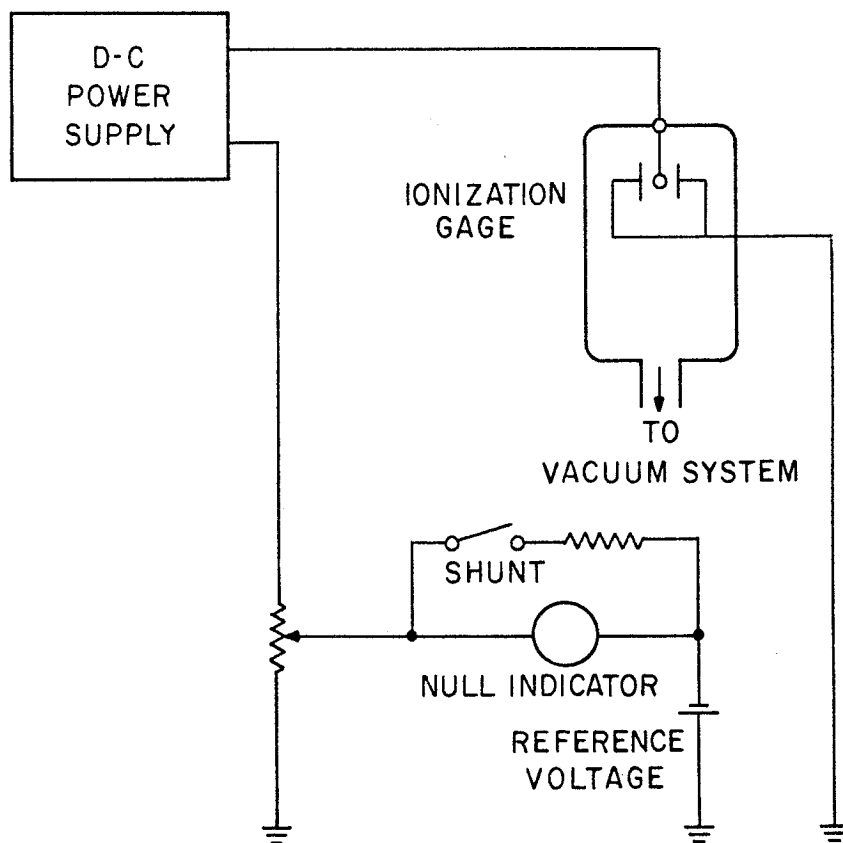 D-C
POWER
SUPPLY
IONIZATION
GAGE
TO
VACUUM SYSTEM
SHUNT
NULL INDICATOR
REFERENCE
VOLTAGE